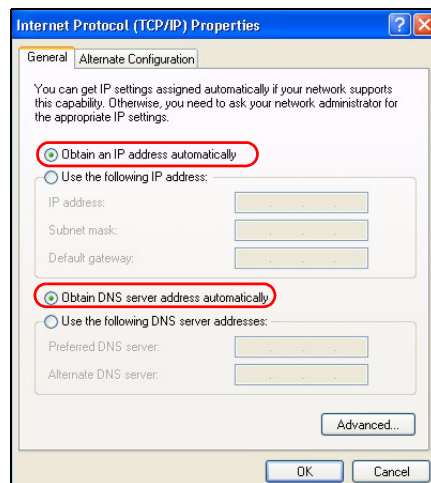 Internet Protocol (TCP/IP) Properties
General
Alternate Configuration
You can get IP settings assigned automatically if your network supports
this capability. Otherwise, you need to ask your network administrator for
the appropriate IP settings.
Obtain an IP address automatically
Use the following IP address:
IP address:
Subnet mask:
Default gateway:
Obtain DNS server address automatically
Use the following DNS server addresses:
Preferred DNS server:
Alternate DNS server:
Advanced...
OK
Cancel